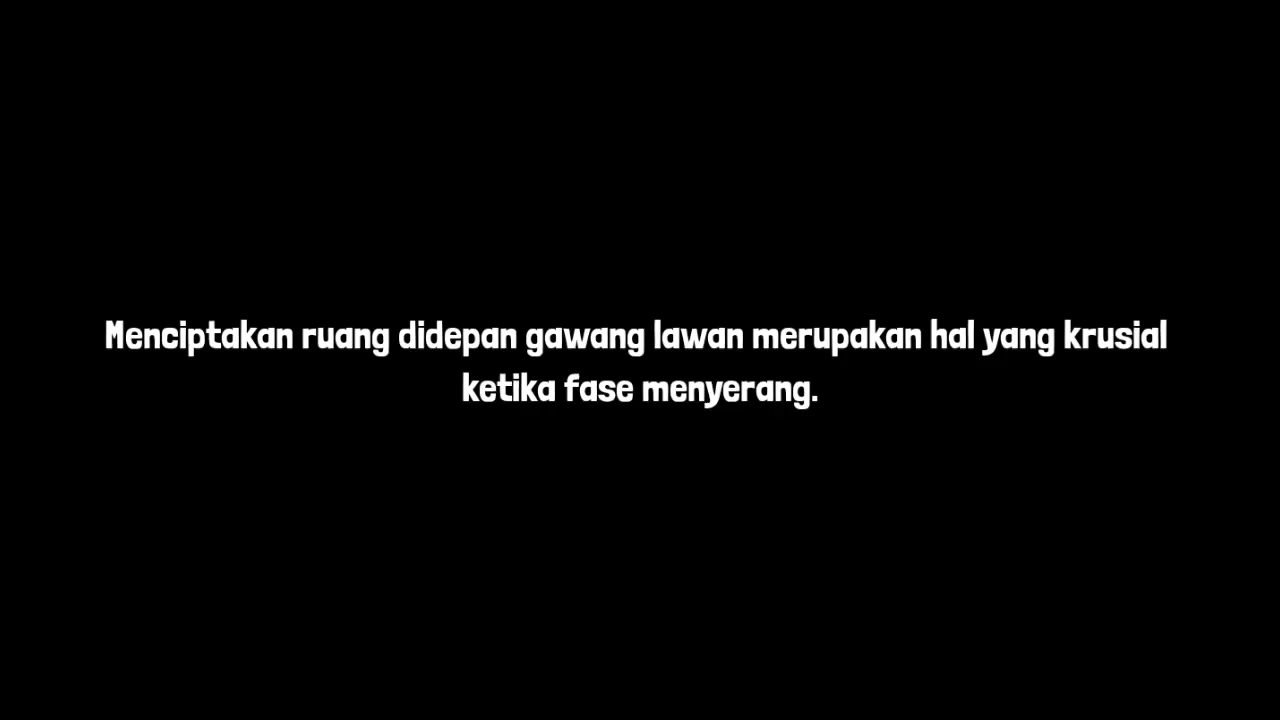 Menciptakan ruang didepan gawang lawan merupakan hal yang krusial
ketika fase menyerang.